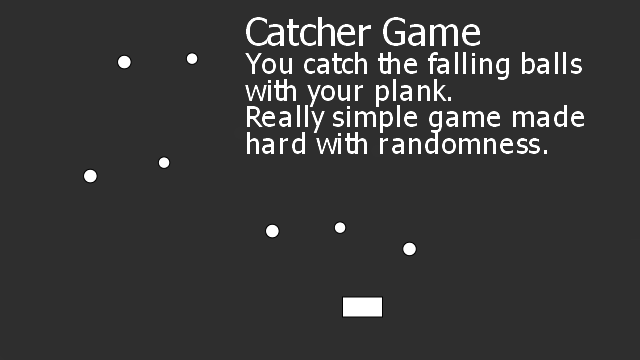 Catcher Game
You catch the falling balls
with your plank.
Really simple game made
hard with randomness.